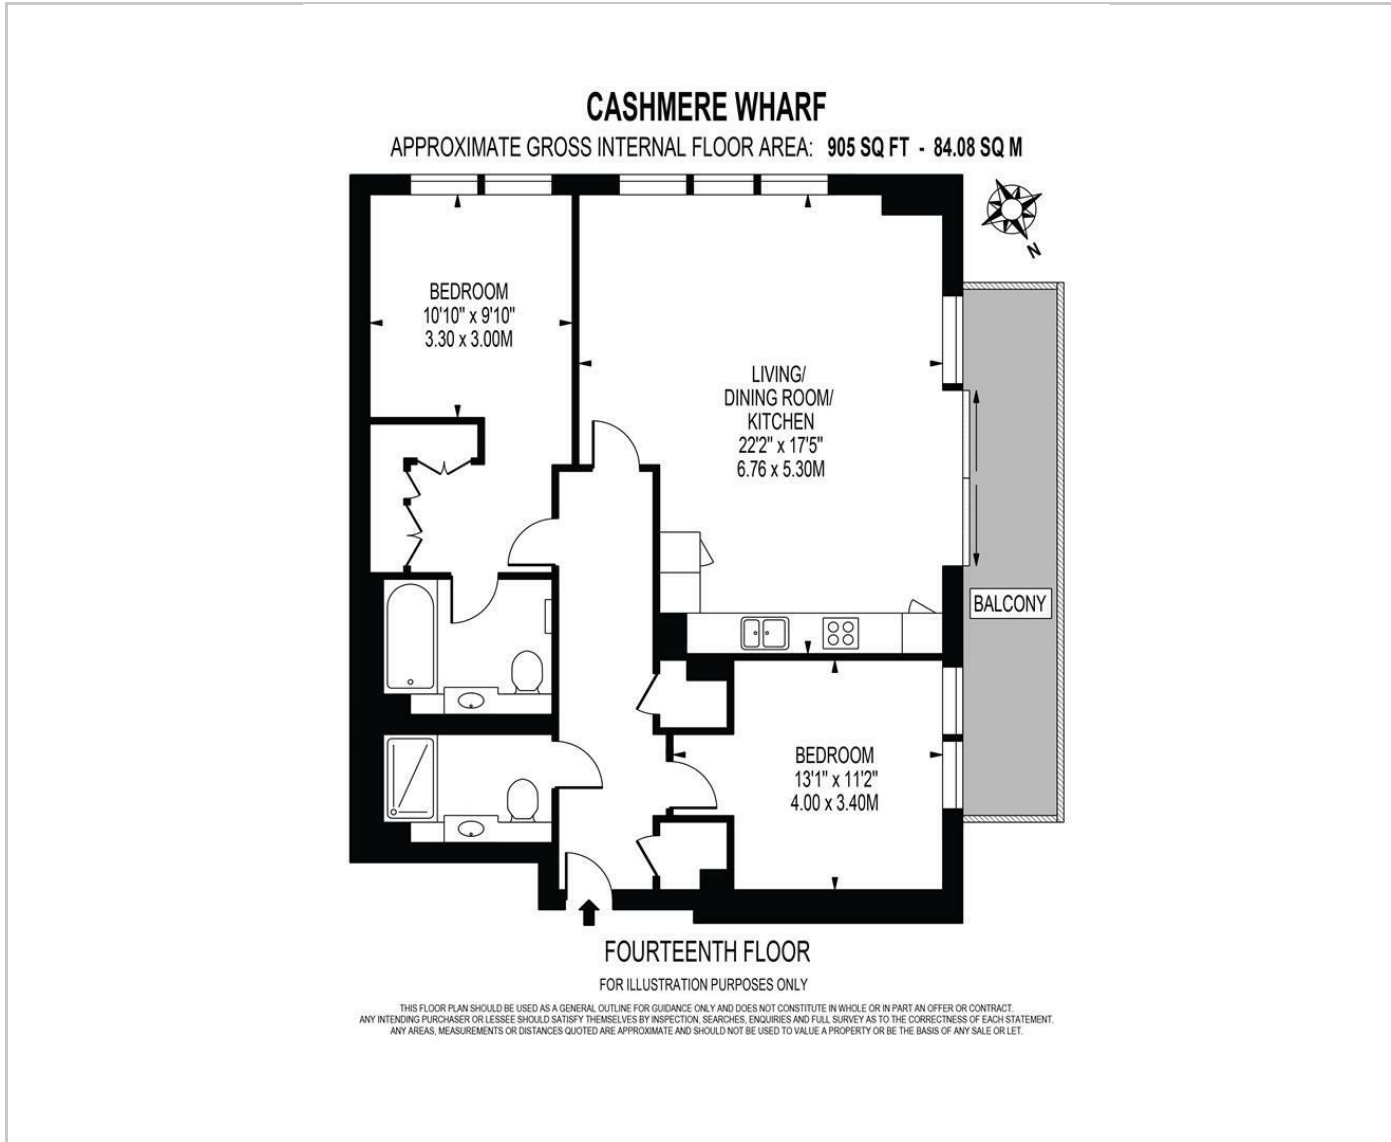 CASHMERE WHARF
APPROXIMATE GROSS INTERNAL FLOOR AREA: 905 SQ FT - 84.08 SQ M
N
BEDROOM
10'10" x 9'10"
3.30 x 3.00M
LIVING/
DINING ROOM/
KITCHEN
22'2" x 17'5"
6.76 x 5.30M
BALCONY
BEDROOM
13'1" x 11'2"
4.00 x 3.40M
FOURTEENTH FLOOR
FOR ILLUSTRATION PURPOSES ONLY
THIS FLOOR PLAN SHOULD BE USED AS A GENERAL OUTLINE FOR GUIDANCE ONLY AND DOES NOT CONSTITUTE IN WHOLE OR IN PART AN OFFER OR CONTRACT.
ANY INTENDING PURCHASER OR LESSEE SHOULD SATISFY THEMSELVES BY INSPECTION, SEARCHES, ENQUIRIES AND FULL SURVEY AS TO THE CORRECTNESS OF EACH STATEMENT.
ANY AREAS, MEASUREMENTS OR DISTANCES QUOTED ARE APPROXIMATE AND SHOULD NOT BE USED TO VALUE A PROPERTY OR BE THE BASIS OF ANY SALE OR LET.